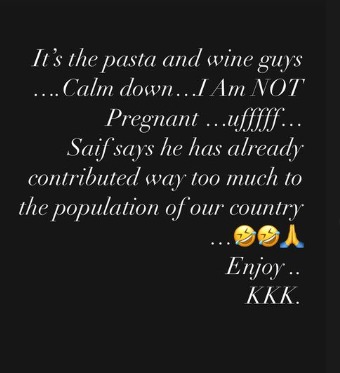 It's the pasta and wine guys
....Calm down...I Am NOT
Pregnant ...ufffff...
Saif says he has already
contributed way too much to
the population of our country
...🤣🤣🙏
Enjoy ..
KKK.